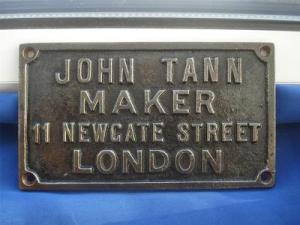 JOHN TANN
MAKER
11 NEWGATE STREET
LONDON